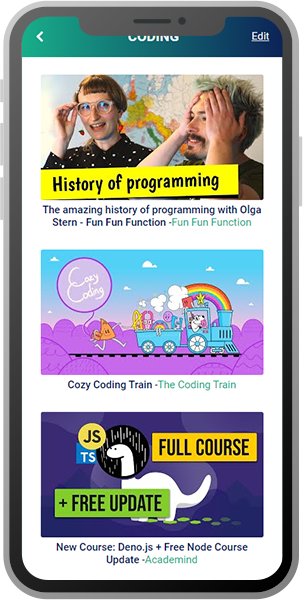 CODING
Edit
History of programming
The amazing history of programming with Olga
Stern - Fun Fun Function -Fun Fun Function
Cozy
Coding
Cozy Coding Train -The Coding Train
JS
TS
FULL COURSE
+ FREE UPDATE
New Course: Deno.js + Free Node Course
Update -Academind